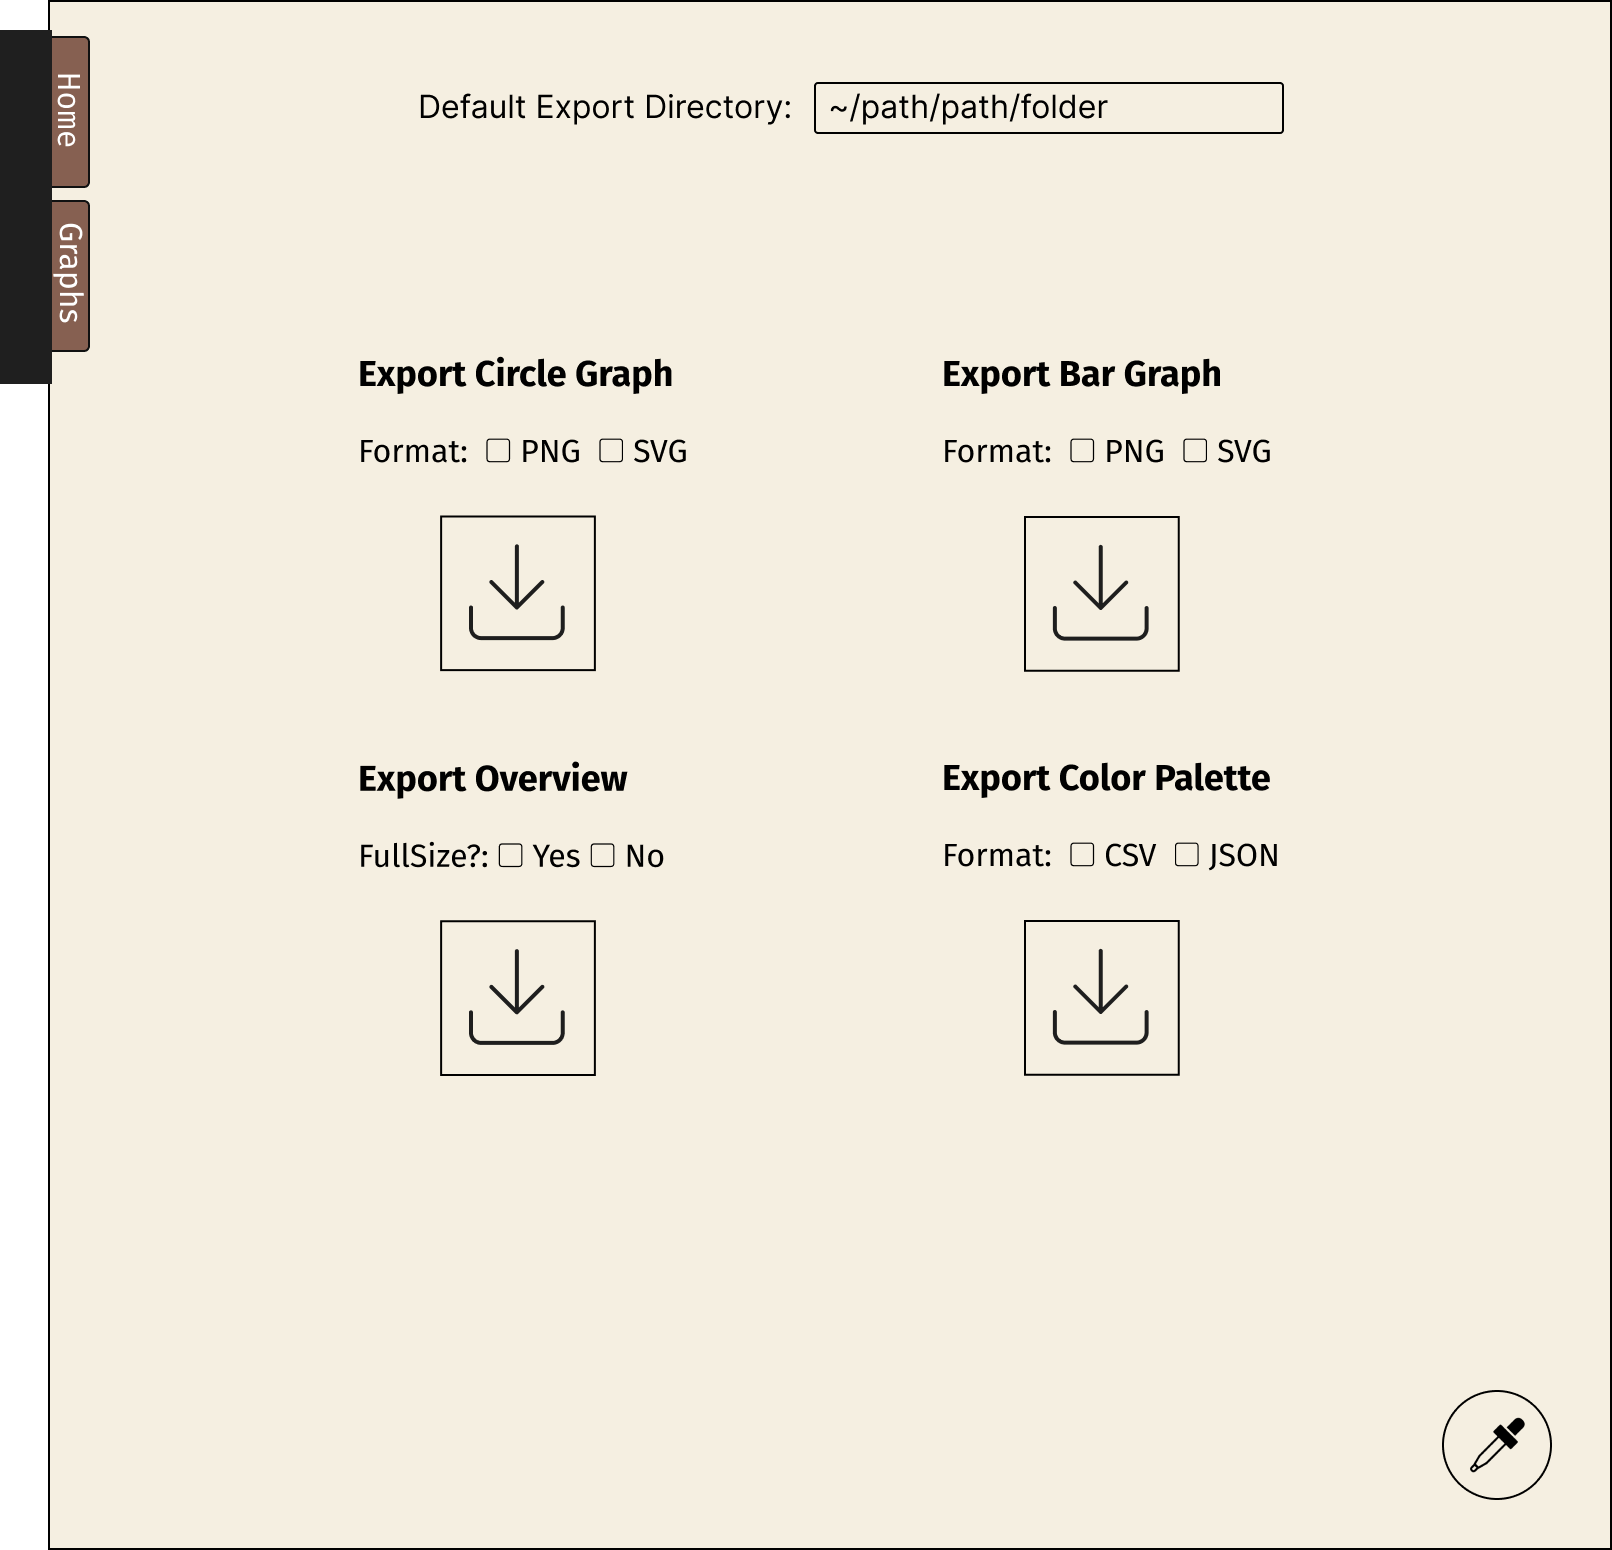 Home
Graphs
Default Export Directory: ~/path/path/folder
Export Circle Graph
Format: PNG SVG
Export Bar Graph
Format: PNG SVG
Export Overview
FullSize?: Yes No
Export Color Palette
Format: CSV JSON